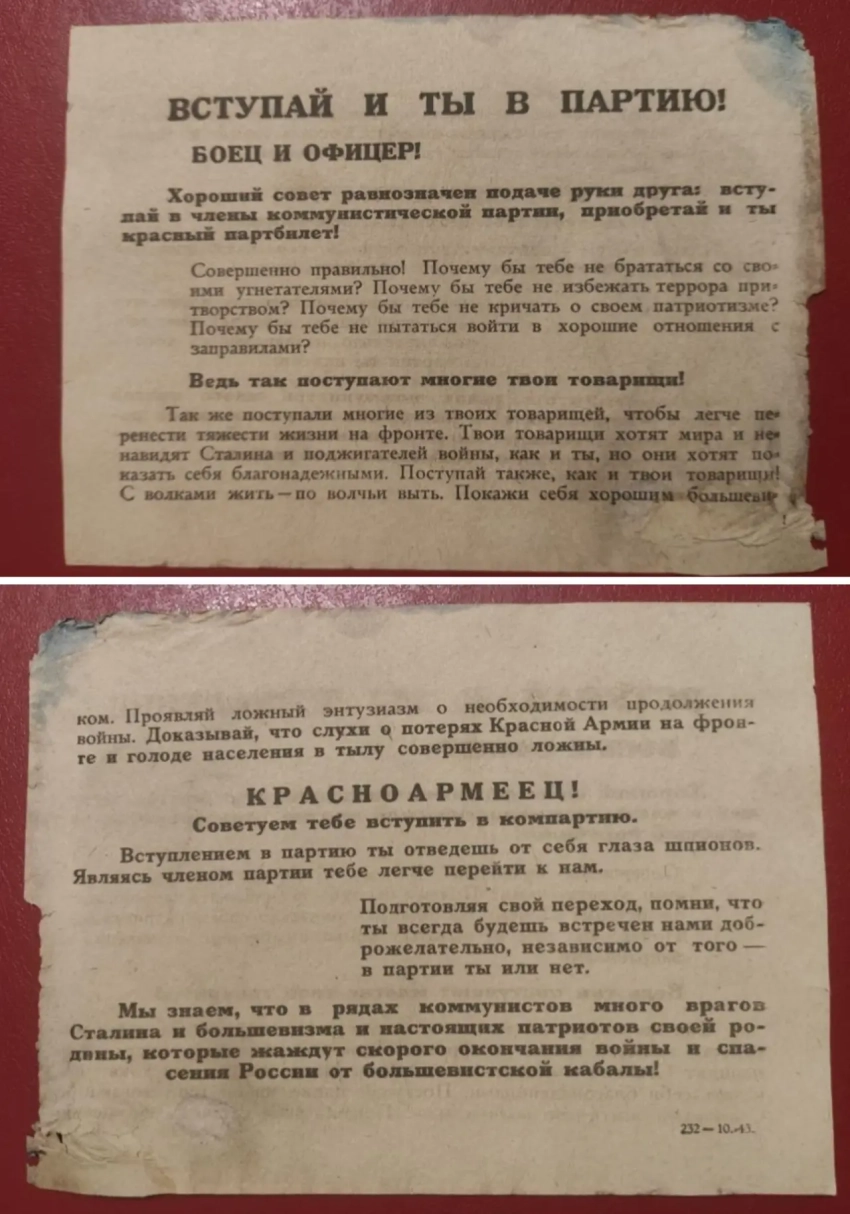 ВСТУПАЙ И ТЫ В ПАРТИЮ!
БОЕЦ И ОФИЦЕР!
Хороший совет равнозначен подаче руки друга: всту-
пай в члены коммунистической партии, приобретай и ты
красный партбилет!
Совершенно правильно! Почему бы тебе не брататься со сво-
ими угнетателями? Почему бы тебе не избежать террора при-
творством? Почему бы тебе не кричать о своем патриотизме?
Почему бы тебе не пытаться войти в хорошие отношения с
заправилами?
Ведь так поступают многие твои товарищи!
Так же поступали многие из твоих товарищей, чтобы легче пе-
ренести тяжести жизни на фронте. Твои товарищи хотят мира и не-
навидят Сталина и поджигателей войны, как и ты, но они хотят по-
казать себя благонадежными. Поступай также, как и твои товарищи!
С волками жить — по волчьи выть. Покажи себя хорошим большеви-
ком. Проявляй ложный энтузиазм о необходимости продолжения
войны. Доказывай, что слухи о потерях Красной Армии на фрон-
те и голоде населения в тылу совершенно ложны.
КРАСНОАРМЕЕЦ!
Советуем тебе вступить в компартию.
Вступлением в партию ты отведешь от себя глаза шпионов.
Являясь членом партии тебе легче перейти к нам.
Подготовляя свой переход, помни, что
ты всегда будешь встречен нами доб-
рожелательно, независимо от того —
в партии ты или нет.
Мы знаем, что в рядах коммунистов много врагов
Сталина и большевизма и настоящих патриотов своей ро-
дины, которые жаждут скорого окончания войны и спа-
сения России от большевистской кабалы!
232 — 10. 43.